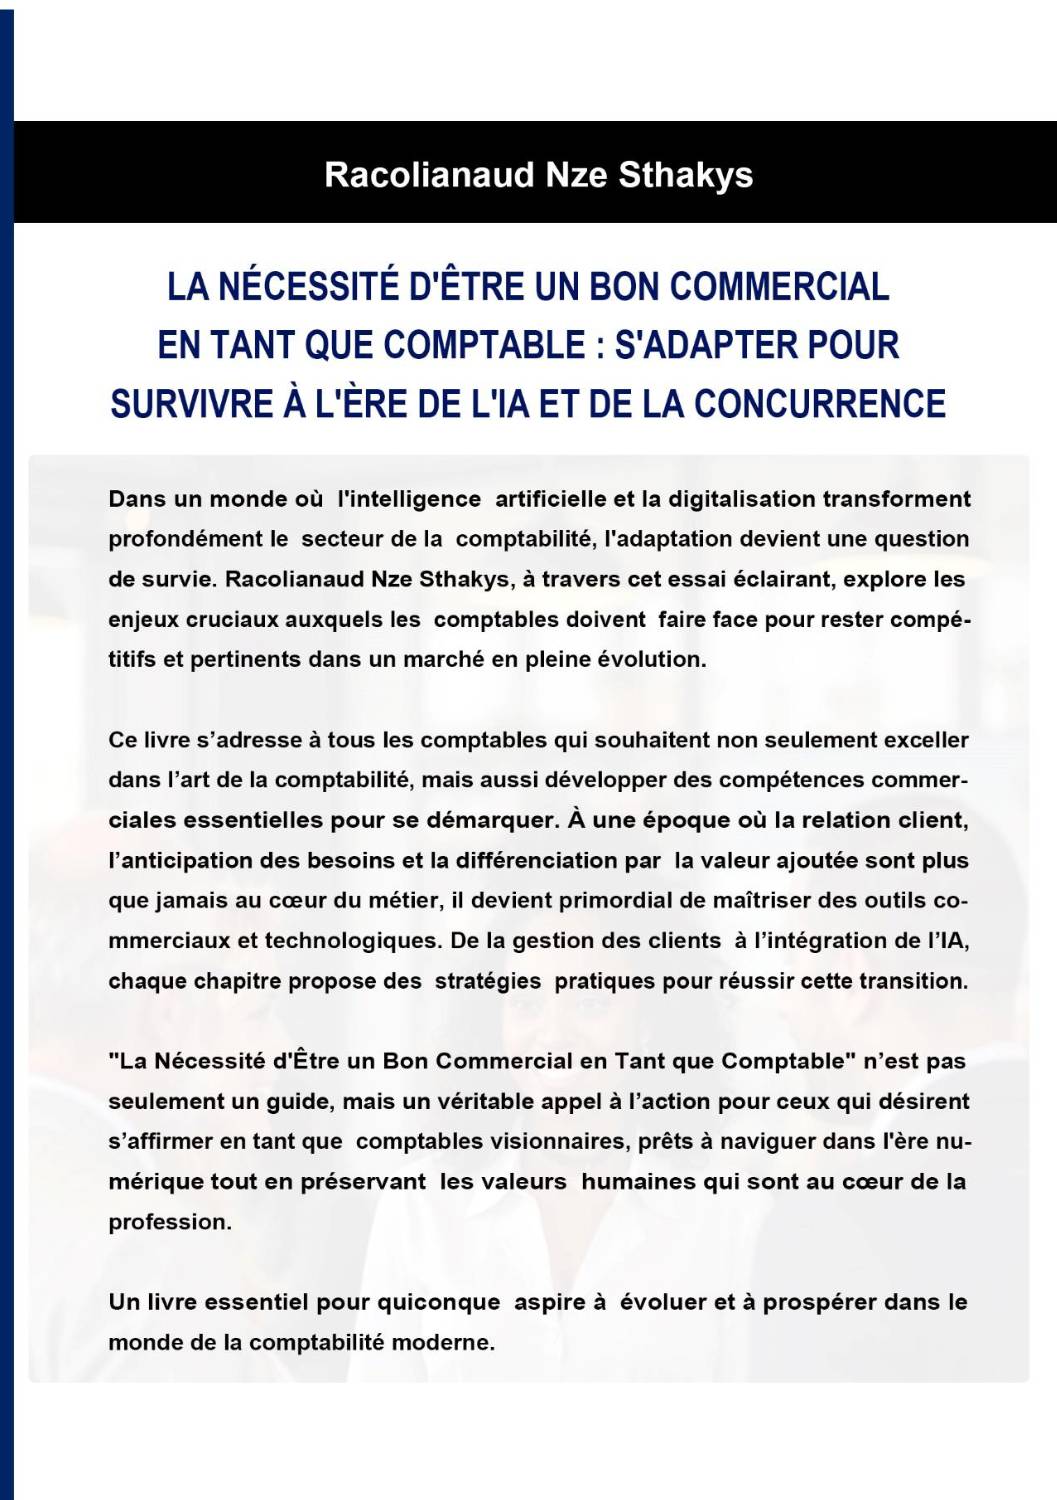 Racolianaud Nze Sthakys
LA NÉCESSITÉ D'ÊTRE UN BON COMMERCIAL
EN TANT QUE COMPTABLE : S'ADAPTER POUR
SURVIVRE À L'ÈRE DE L'IA ET DE LA CONCURRENCE
Dans un monde où l'intelligence artificielle et la digitalisation transforment
profondément le secteur de la comptabilité, l'adaptation devient une question
de survie. Racolianaud Nze Sthakys, à travers cet essai éclairant, explore les
enjeux cruciaux auxquels les comptables doivent faire face pour rester compé-
titifs et pertinents dans un marché en pleine évolution.
Ce livre s’adresse à tous les comptables qui souhaitent non seulement exceller
dans l’art de la comptabilité, mais aussi développer des compétences commer-
ciales essentielles pour se démarquer. À une époque où la relation client,
l’anticipation des besoins et la différenciation par la valeur ajoutée sont plus
que jamais au cœur du métier, il devient primordial de maîtriser des outils co-
mmerciaux et technologiques. De la gestion des clients à l’intégration de l’IA,
chaque chapitre propose des stratégies pratiques pour réussir cette transition.
"La Nécessité d'Être un Bon Commercial en Tant que Comptable" n’est pas
seulement un guide, mais un véritable appel à l’action pour ceux qui désirent
s’affirmer en tant que comptables visionnaires, prêts à naviguer dans l'ère nu-
mérique tout en préservant les valeurs humaines qui sont au cœur de la
profession.
Un livre essentiel pour quiconque aspire à évoluer et à prospérer dans le
monde de la comptabilité moderne.